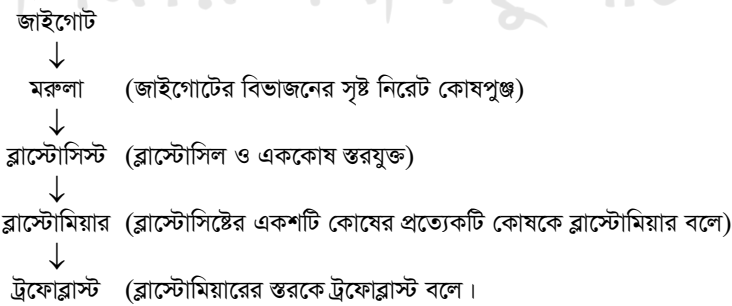 জাইগোট
↓
মরুলা (জাইগোটের বিভাজনের সৃষ্ট নিরেট কোষপুঞ্জ)
↓
ব্লাস্টোসিস্ট (ব্লাস্টোসিল ও এককোষ স্তরযুক্ত)
↓
ব্লাস্টোমিয়ার (ব্লাস্টোসিষ্টের একশটি কোষের প্রত্যেকটি কোষকে ব্লাস্টোমিয়ার বলে)
↓
ট্রফোব্লাস্ট (ব্লাস্টোমিয়ারের স্তরকে ট্রফোব্লাস্ট বলে।